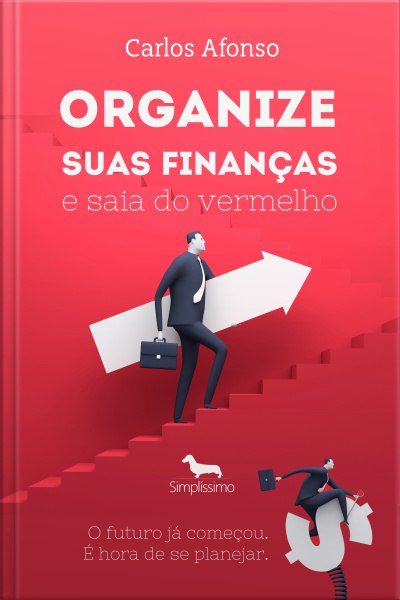 Carlos Afonso
ORGANIZE
SUAS FINANÇAS
e saia do vermelho
Simplíssimo
O futuro já começou.
É hora de se planejar.
$